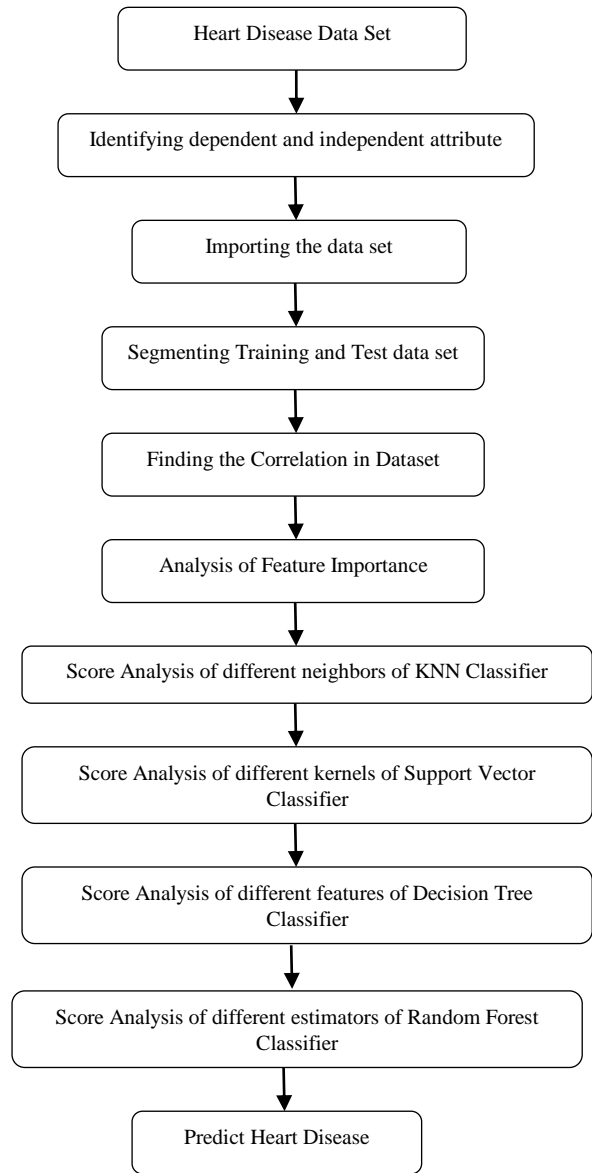 Heart Disease Data Set
Identifying dependent and independent attribute
Importing the data set
Segmenting Training and Test data set
Finding the Correlation in Dataset
Analysis of Feature Importance
Score Analysis of different neighbors of KNN Classifier
Score Analysis of different kernels of Support Vector
Classifier
Score Analysis of different features of Decision Tree
Classifier
Score Analysis of different estimators of Random Forest
Classifier
Predict Heart Disease